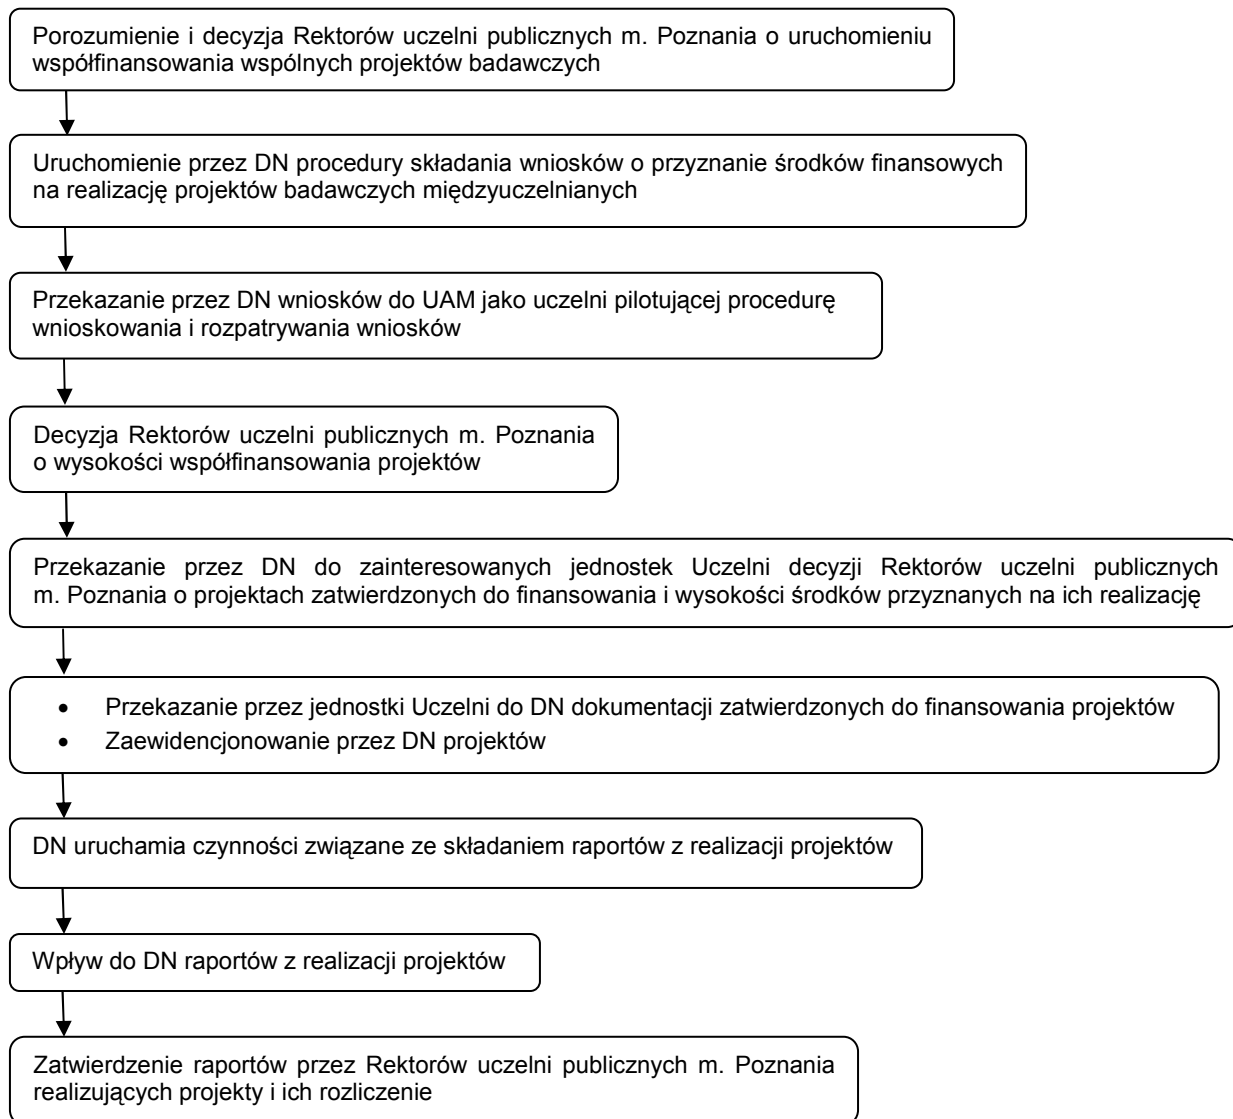 Porozumienie i decyzja Rektorów uczelni publicznych m. Poznania o uruchomieniu
współfinansowania wspólnych projektów badawczych
Uruchomienie przez DN procedury składania wniosków o przyznanie środków finansowych
na realizację projektów badawczych międzyuczelnianych
Przekazanie przez DN wniosków do UAM jako uczelni pilotującej procedurę
wnioskowania i rozpatrywania wniosków
Decyzja Rektorów uczelni publicznych m. Poznania
o wysokości współfinansowania projektów
Przekazanie przez DN do zainteresowanych jednostek Uczelni decyzji Rektorów uczelni publicznych
m. Poznania o projektach zatwierdzonych do finansowania i wysokości środków przyznanych na ich realizację
• Przekazanie przez jednostki Uczelni do DN dokumentacji zatwierdzonych do finansowania projektów
• Zaewidencjonowanie przez DN projektów
DN uruchamia czynności związane ze składaniem raportów z realizacji projektów
Wpływ do DN raportów z realizacji projektów
Zatwierdzenie raportów przez Rektorów uczelni publicznych m. Poznania
realizujących projekty i ich rozliczenie